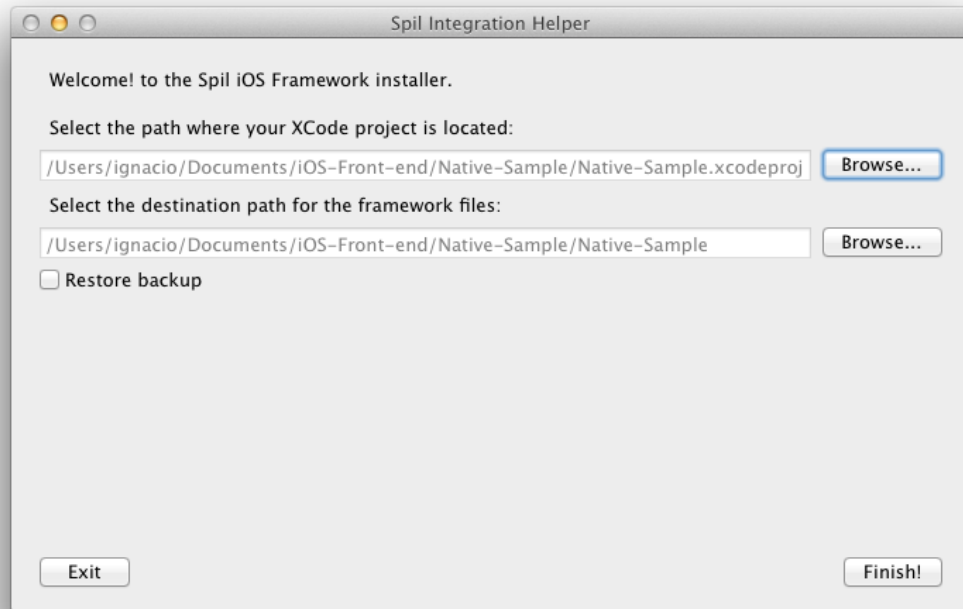 Spil Integration Helper
Welcome! to the Spil iOS Framework installer.
Select the path where your XCode project is located:
/Users/ignacio/Documents/iOS-Front-end/Native-Sample/Native-Sample.xcodeproj
Browse...
Select the destination path for the framework files:
/Users/ignacio/Documents/iOS-Front-end/Native-Sample/Native-Sample
Browse...
Restore backup
Exit
Finish!